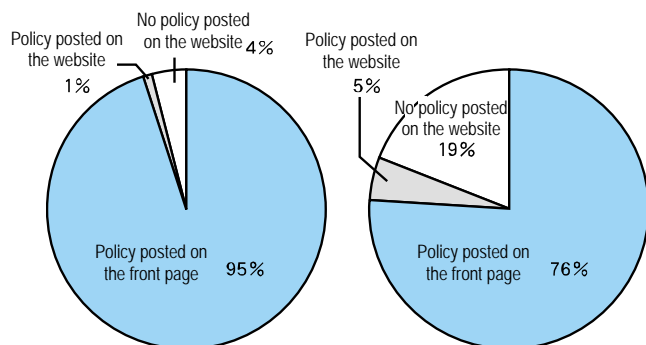 No policy posted
on the website 4%
Policy posted on
the website
1%
Policy posted on
the front page 95%
Policy posted on
the website
5%
No policy posted
on the website
19%
Policy posted on
the front page 76%